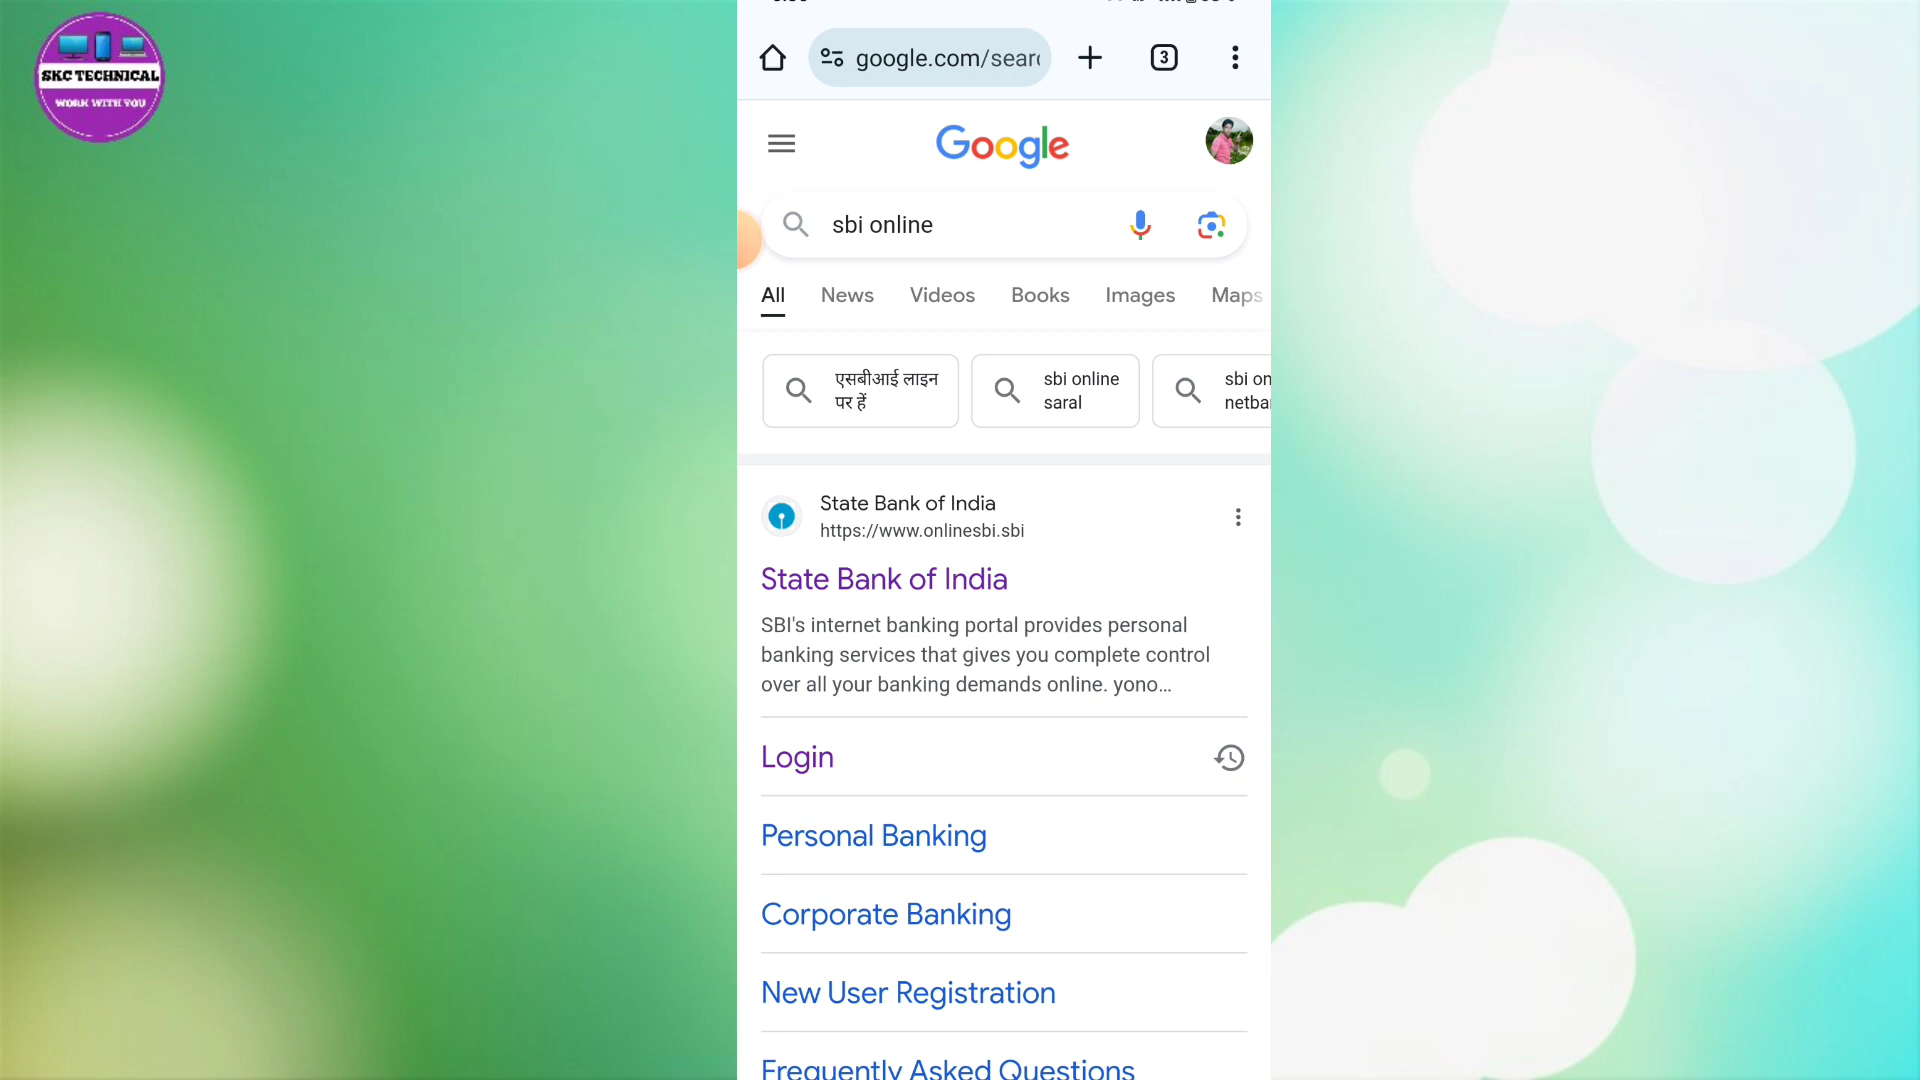 SKC TECHNICAL
WORK WITH YOU
google.com/sear
3
Google
sbi online
All News Videos Books Images Maps
एसबीआई लाइन
पर हें
sbi online
saral
sbi on
netba
State Bank of India
https://www.onlinesbi.sbi
State Bank of India
SBI's internet banking portal provides personal
banking services that gives you complete control
over all your banking demands online. yono...
Login
Personal Banking
Corporate Banking
New User Registration
Frequently Asked Questions